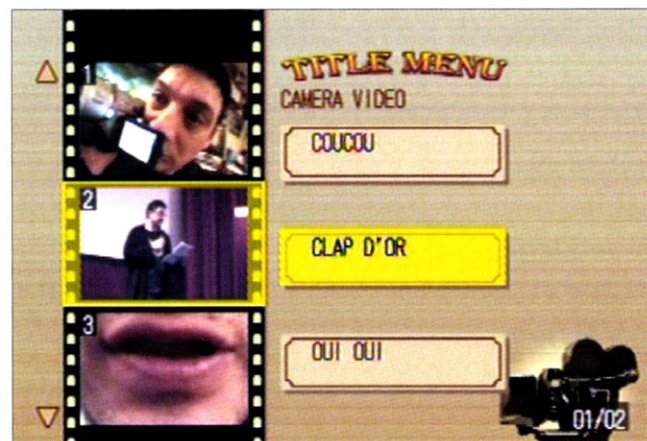 TITLE MENU
CAMERA VIDEO
1
COUCOU
2
CLAP D'OR
3
OUI OUI
01/02